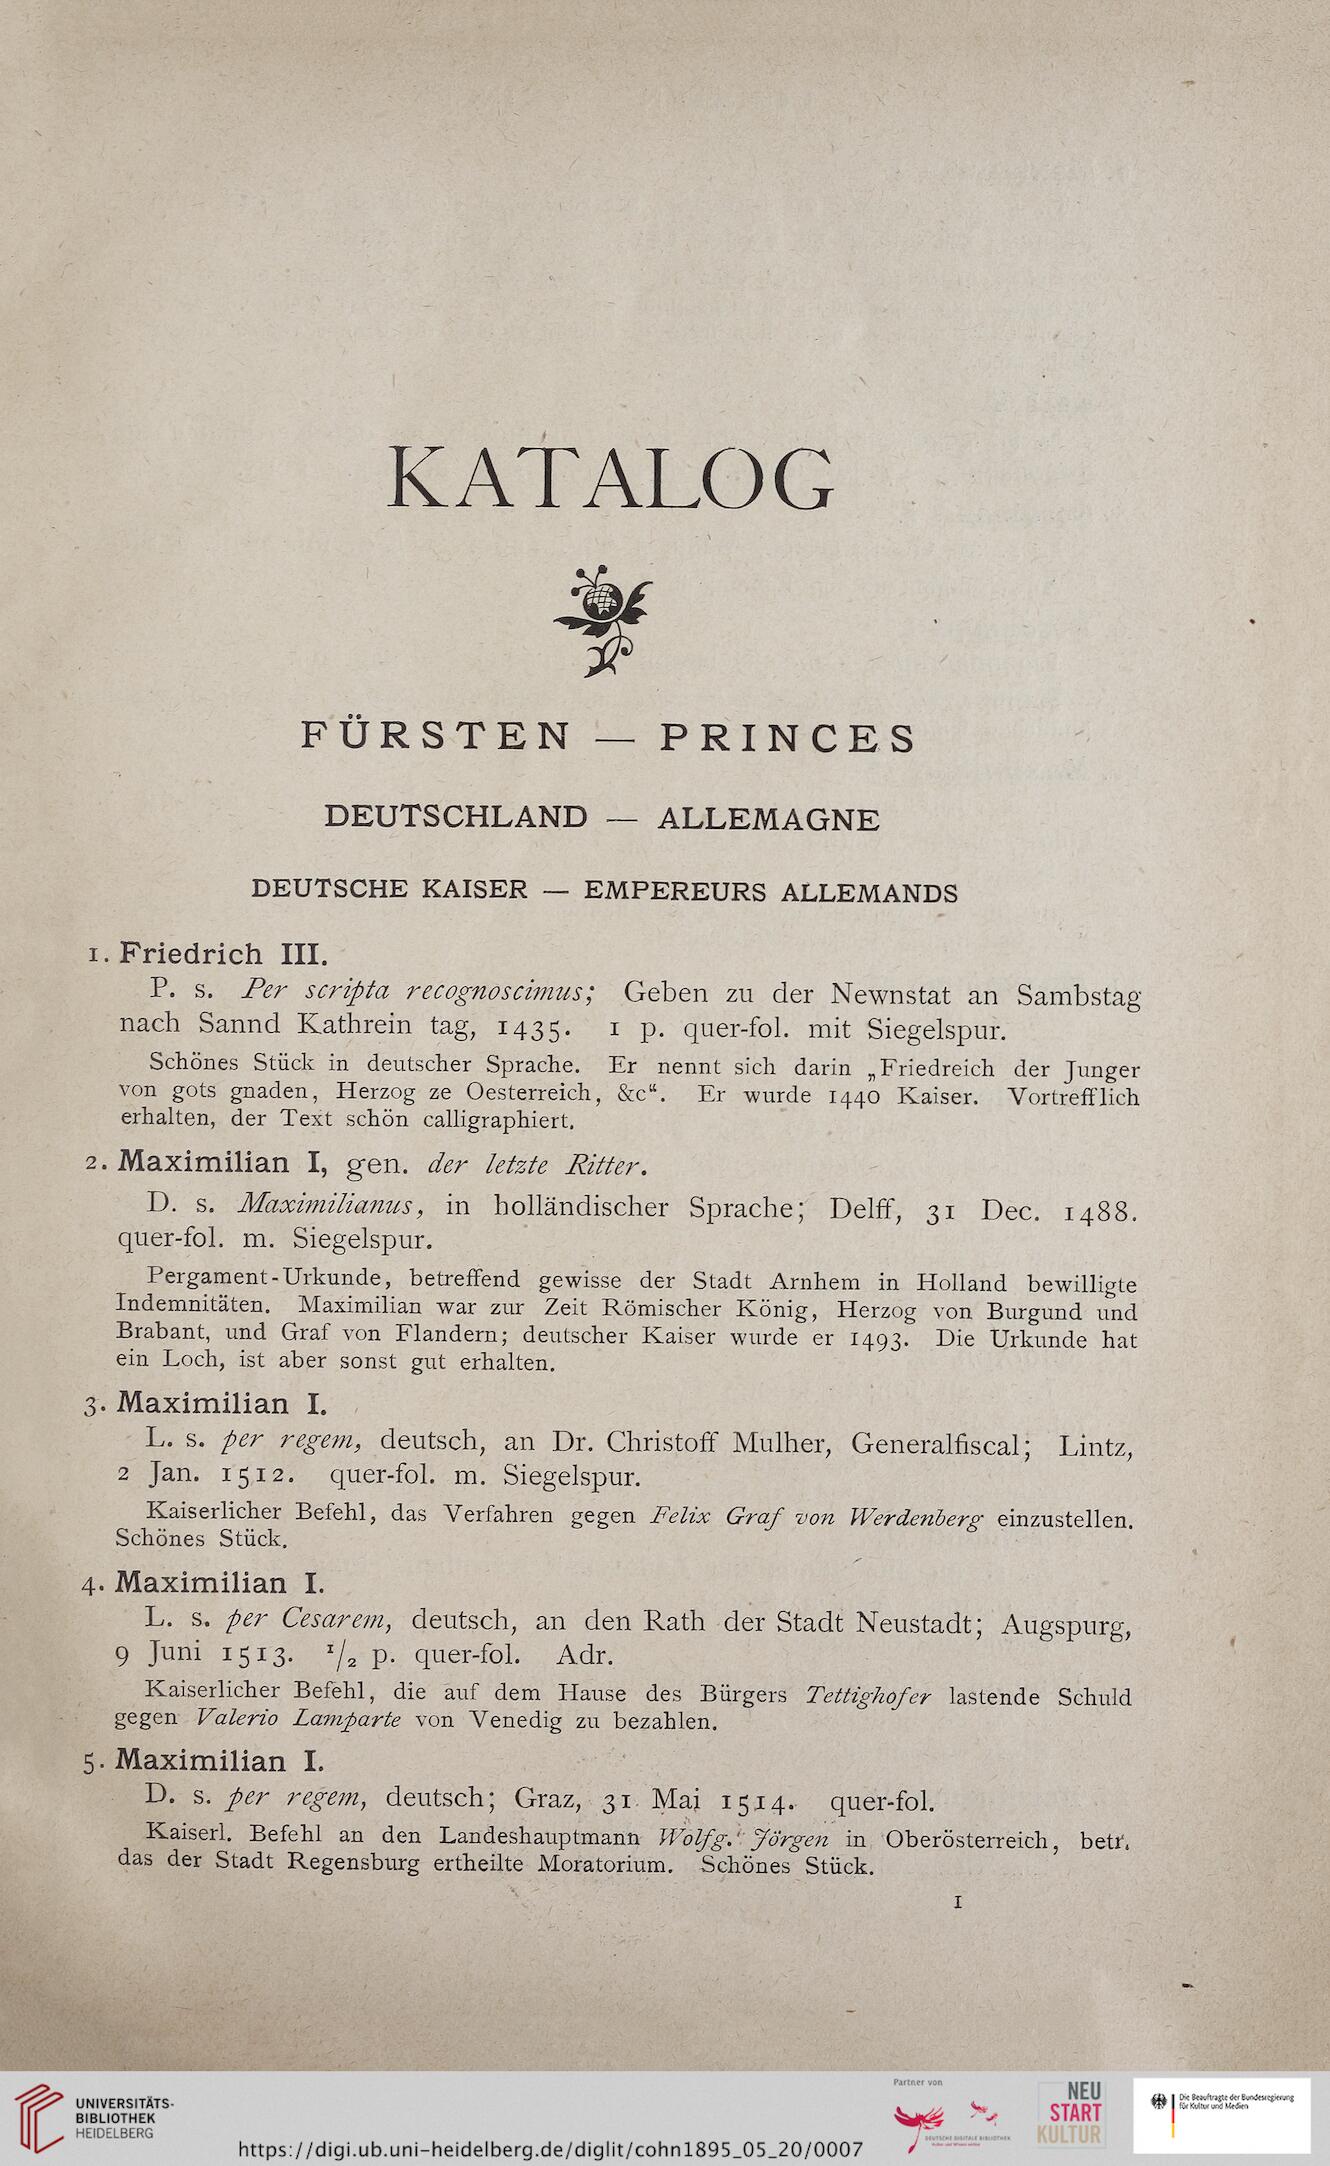 KATALOG
FÜRSTEN — PRINCES
DEUTSCHLAND — ALLEMAGNE
DEUTSCHE KAISER — EMPEREURS ALLEMANDS
1. Friedrich III.
P. s. Per scripta recognoscimus; Geben zu der Newnstat an Sambstag
nach Sannd Kathrein tag, 1435. 1 p. quer-fol. mit Siegelspur.
Schönes Stück in deutscher Sprache. Er nennt sich darin „Friedreich der Junger
von gots gnaden, Herzog ze Oesterreich, &c“. Er wurde 1440 Kaiser. Vortrefflich
erhalten, der Text schön calligraphiert.
2. Maximilian I, gen. der letzte Ritter.
D. s. Maximilianus, in holländischer Sprache; Delff, 31 Dec. 1488.
quer-fol. m. Siegelspur.
Pergament-Urkunde, betreffend gewisse der Stadt Arnhem in Holland bewilligte
Indemnitäten. Maximilian war zur Zeit Römischer König, Herzog von Burgund und
Brabant, und Graf von Flandern; deutscher Kaiser wurde er 1493. Die Urkunde hat
ein Loch, ist aber sonst gut erhalten.
3. Maximilian I.
L. s. per regem, deutsch, an Dr. Christoff Mulher, Generalfiscal; Lintz,
2 Jan. 1512. quer-fol. m. Siegelspur.
Kaiserlicher Befehl, das Verfahren gegen Felix Graf von Werdenberg einzustellen.
Schönes Stück.
4. Maximilian I.
L. s. per Cesarem, deutsch, an den Rath der Stadt Neustadt; Augspurg,
9 Juni 1513. 1/2 p. quer-fol. Adr.
Kaiserlicher Befehl, die auf dem Hause des Bürgers Tettighofer lastende Schuld
gegen Valerio Lamparte von Venedig zu bezahlen.
5. Maximilian I.
D. s. per regem, deutsch; Graz, 31 Mai 1514. quer-fol.
Kaiserl. Befehl an den Landeshauptmann Wolfg. Jörgen in Oberösterreich, betr.
das der Stadt Regensburg ertheilte Moratorium. Schönes Stück.
1
UNIVERSITÄTS-
BIBLIOTHEK
HEIDELBERG
https://digi.ub.uni-heidelberg.de/diglit/cohn1895_05_20/0007
Partner von
DEUTSCHE DIGITALE BIBLIOTHEK
Kultur und Wissen online
NEU
START
KULTUR
Die Beauftragte der Bundesregierung
für Kultur und Medien